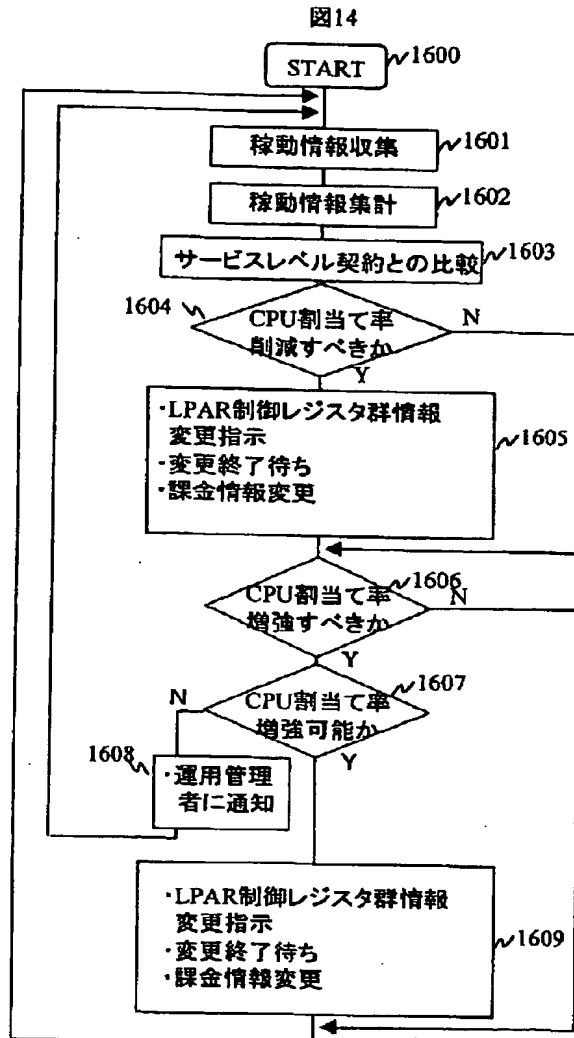 図14
START
1600
稼動情報収集
1601
稼動情報集計
1602
サービスレベル契約との比較
1603
1604
CPU割当て率
削減すべきか
N
Y
・LPAR制御レジスタ群情報
変更指示
・変更終了待ち
・課金情報変更
1605
CPU割当て率
増強すべきか
1606
N
Y
CPU割当て率
増強可能か
1607
N
Y
1608
・運用管理
者に通知
・LPAR制御レジスタ群情報
変更指示
・変更終了待ち
・課金情報変更
1609